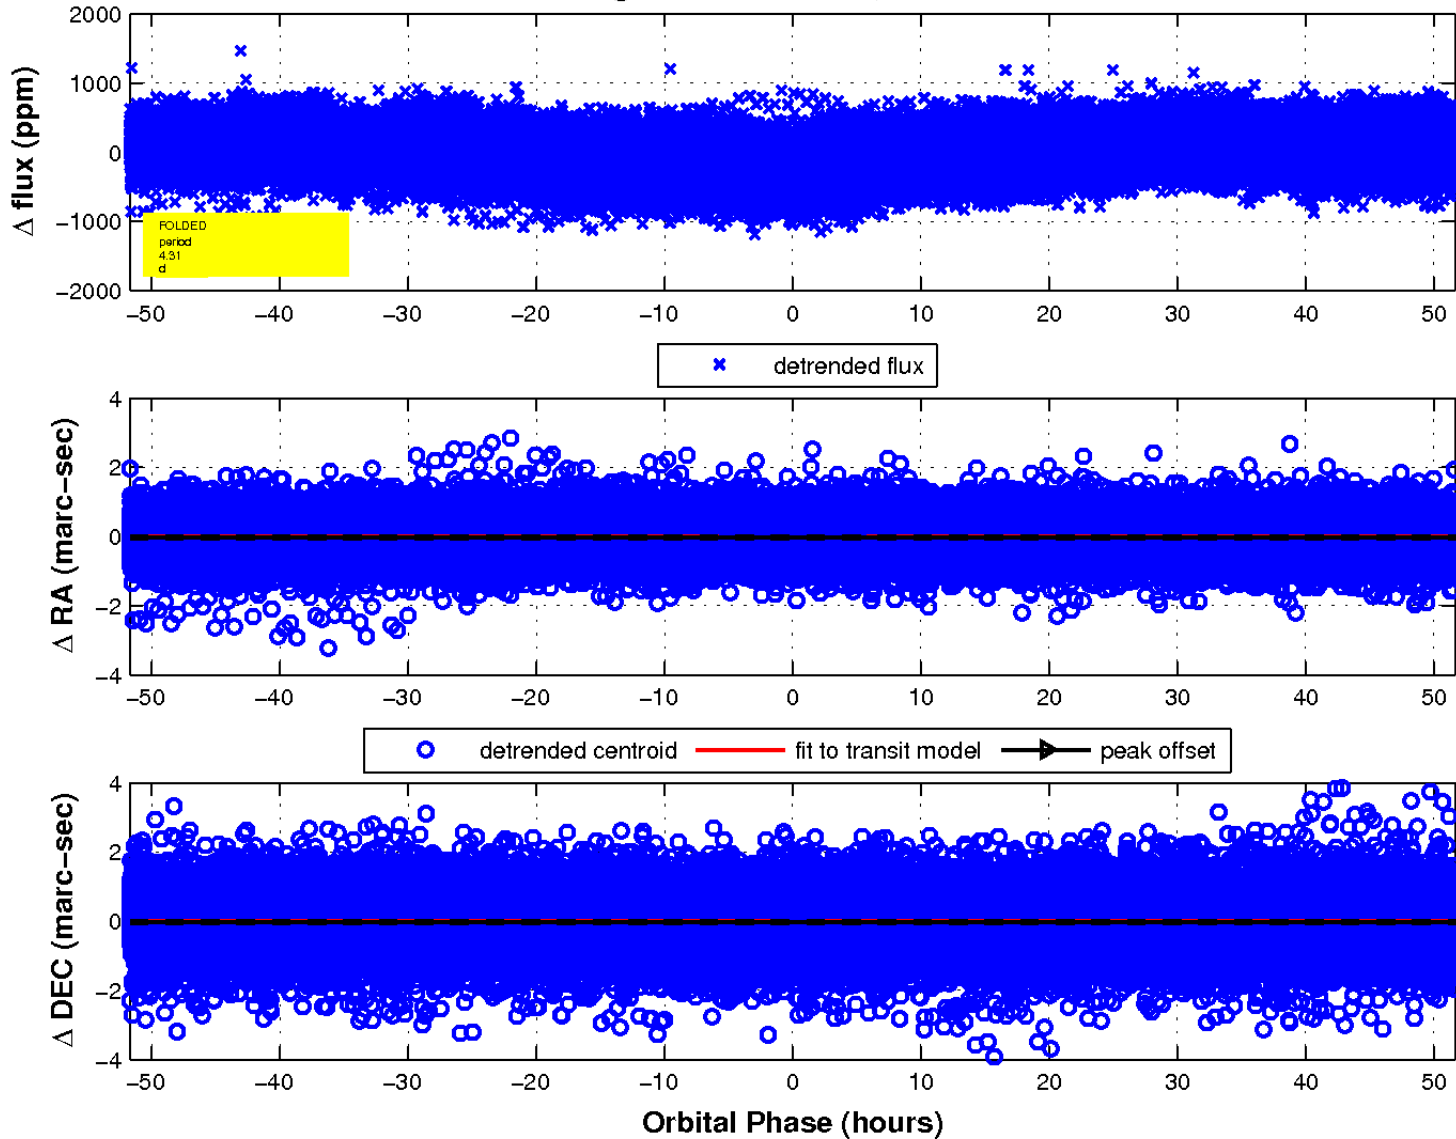 2000
1000
0
−1000
−2000
Δ flux (ppm)
FOLDED
period
4.31
d
−50 −40 −30 −20 −10 0 10 20 30 40 50
detrended flux
4
2
0
−2
−4
Δ RA (marc−sec)
−50 −40 −30 −20 −10 0 10 20 30 40 50
detrended centroid fit to transit model peak offset
4
2
0
−2
−4
Δ DEC (marc−sec)
−50 −40 −30 −20 −10 0 10 20 30 40 50
Orbital Phase (hours)